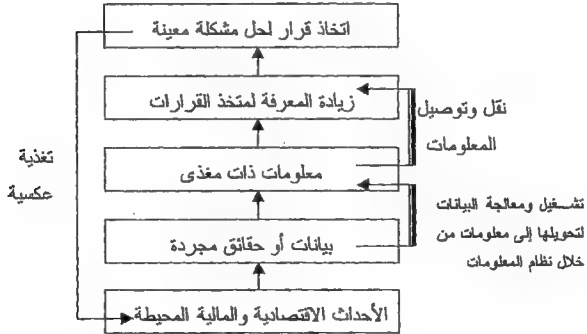 اتخاذ قرار لحل مشكلة معينة
زيادة المعرفة لمتخذ القرارات
نقل وتوصيل
المعلومات
معلومات ذات مغذى
تغذية
عكسية
تشغيل ومعالجة البيانات
لتحويلها إلى معلومات من
خلال نظام المعلومات
بيانات أو حقائق مجردة
الأحداث الاقتصادية والمالية المحيطة